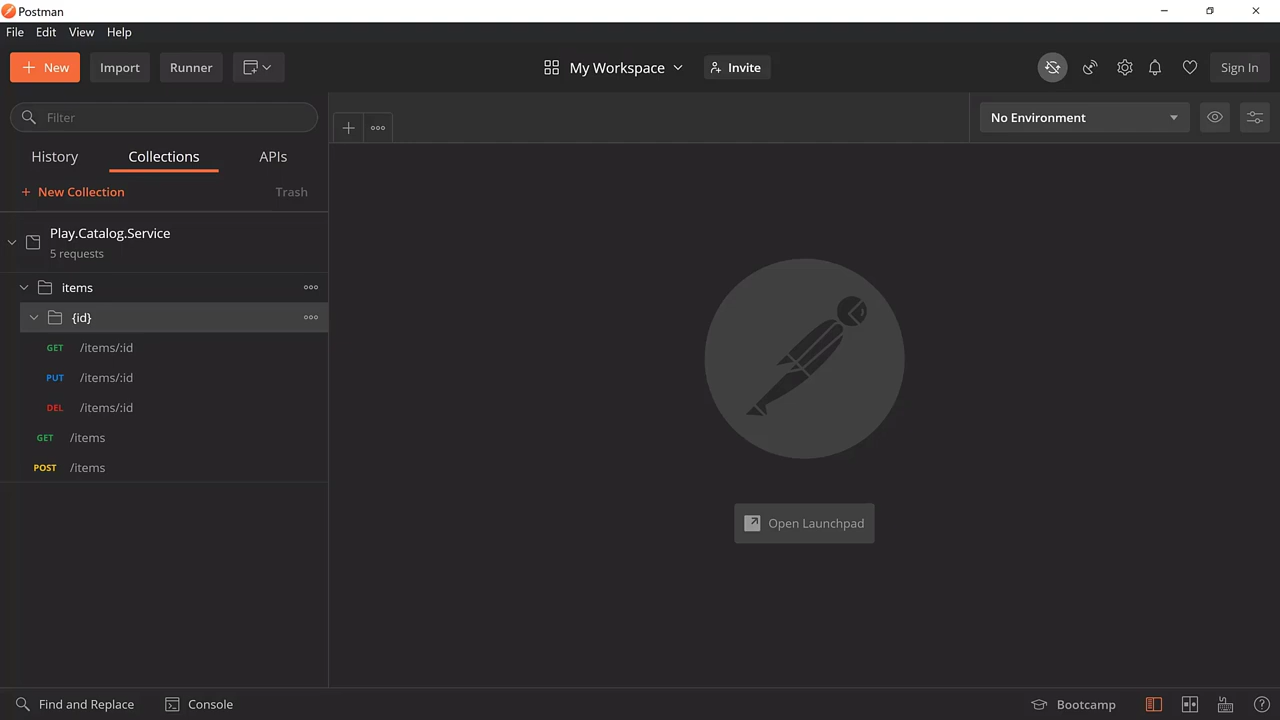 Postman
File Edit View Help
New Import Runner My Workspace Invite Sign In
Filter
No Environment
History Collections APIs
+ New Collection Trash
Play.Catalog.Service
5 requests
items
{id}
GET /items/:id
PUT /items/:id
DEL /items/:id
GET /items
POST /items
Open Launchpad
Find and Replace Console Bootcamp